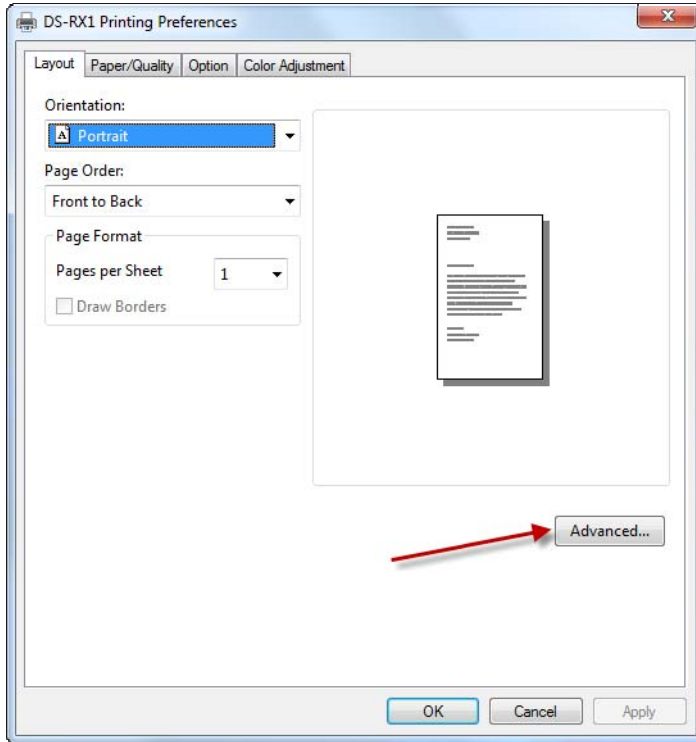 DS-RX1 Printing Preferences
Layout Paper/Quality Option Color Adjustment
Orientation:
A Portrait
Page Order:
Front to Back
Page Format
Pages per Sheet 1
Draw Borders
Advanced...
OK Cancel Apply